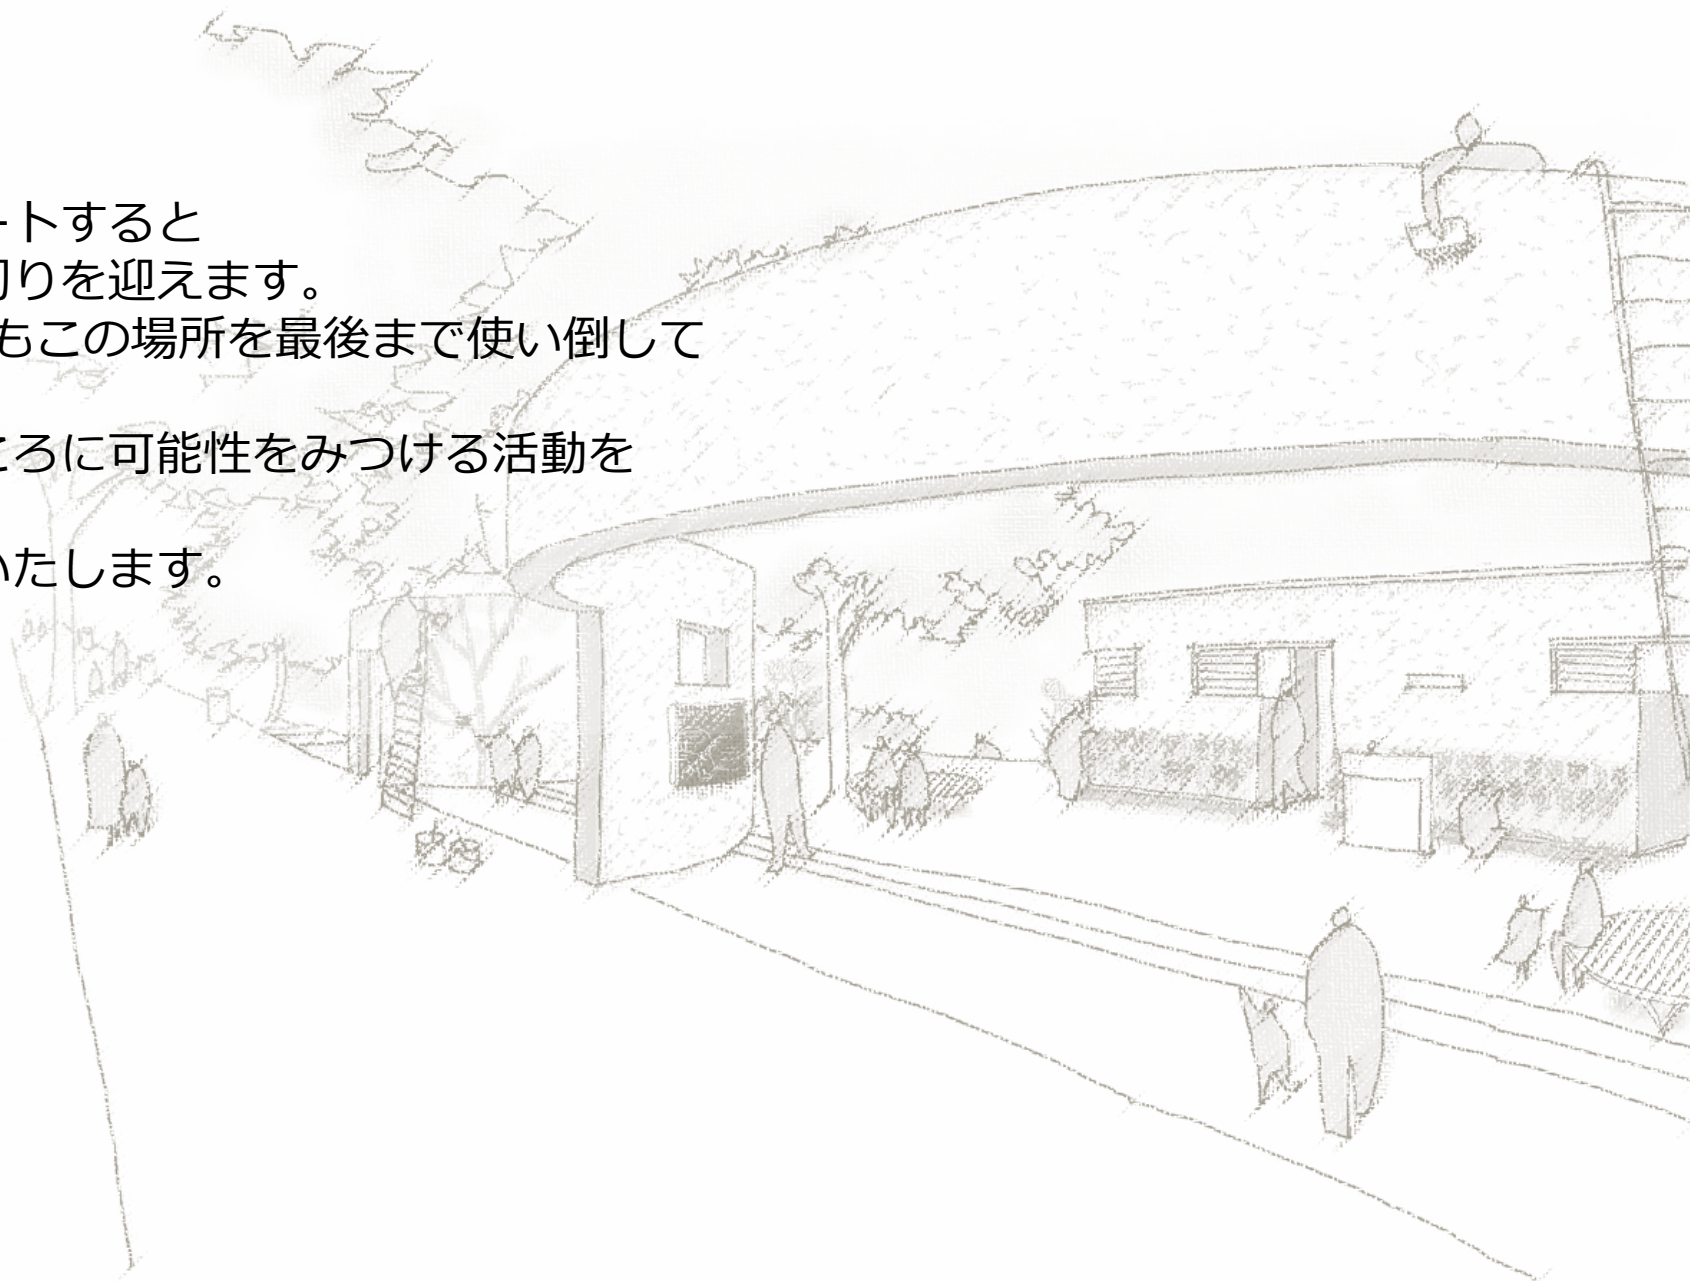 ートすると
切りを迎えます。
もこの場所を最後まで使い倒して
ころに可能性をみつける活動を
いたします。